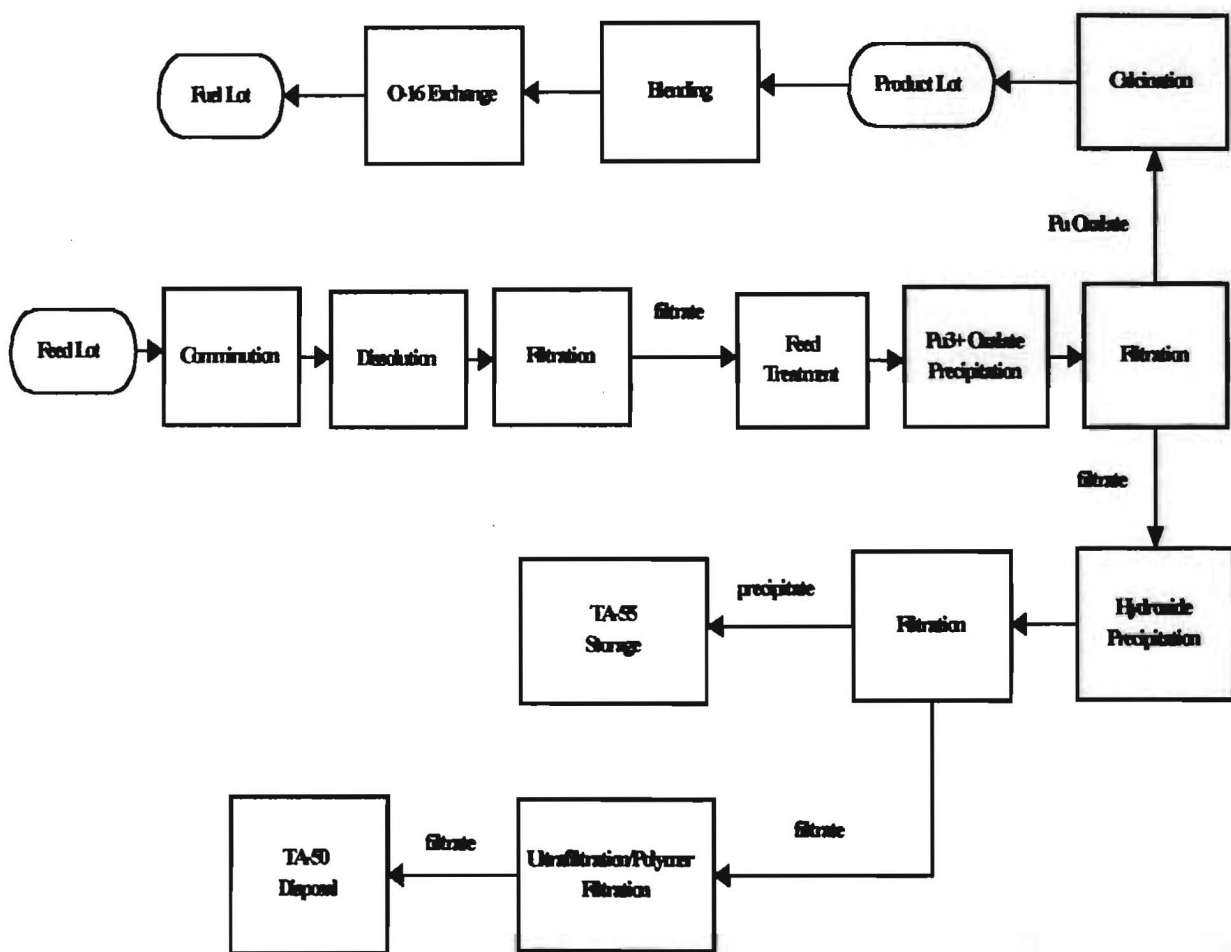 Fuel Lot
O-16 Exchange
Blending
Product Lot
Calcination
Pu Oxalate
Feed Lot
Comminution
Dissolution
Filtration
filtrate
Feed
Treatment
Pu3+ Oxalate
Precipitation
Filtration
filtrate
TA-55
Storage
precipitate
Filtration
Hydroxide
Precipitation
TA-50
Disposal
filtrate
Ultrafiltration/Polymer
Filtration
filtrate